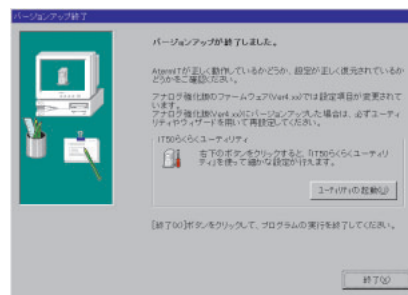 バージョンアップ終了
バージョンアップが終了しました。
AtermITが正しく動作しているかどうか、設定が正しく復元されているか
どうかをご確認ください。
アナログ強化版のファームウェア(Ver4.xx)では設定項目が変更されて
います。
アナログ強化版(Ver4.xx)にバージョンアップした場合は、必ずユーティ
リティやウィザードを用いて再設定してください。
IT50らくらくユーティリティ
右下のボタンをクリックすると、「IT50らくらくユーティリ
ティ」を使って細かな設定が行えます。
ユーティリティの起動(U)
[終了(X)]ボタンをクリックして、プログラムの実行を終了してください。
終了(X)